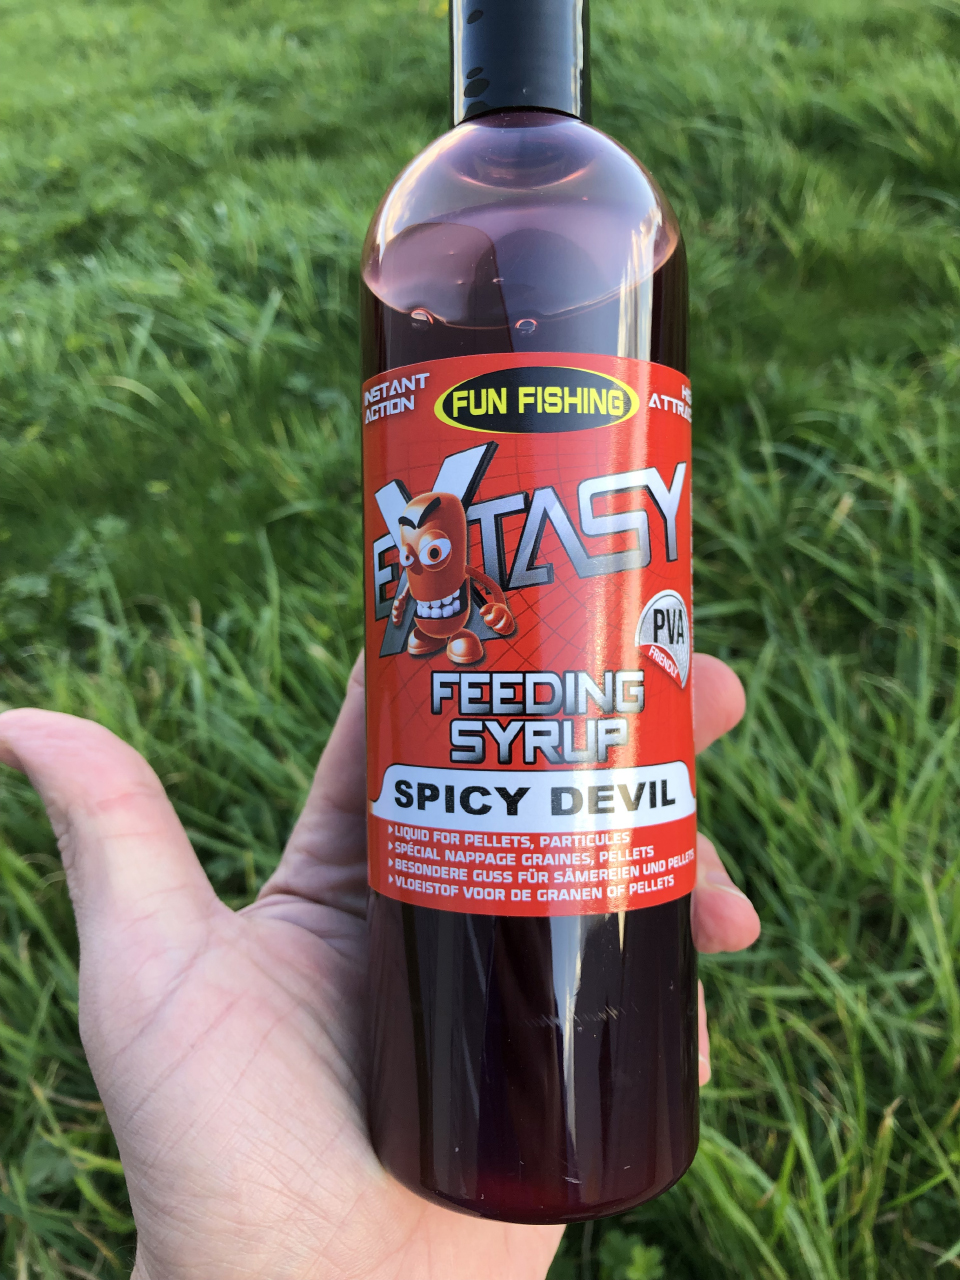 INSTANT
ACTION
FUN FISHING
EXTASY
PVA
FRIENDLY
FEEDING
SYRUP
SPICY DEVIL
LIQUID FOR PELLETS, PARTICULES
SPÉCIAL NAPPAGE GRAINES, PELLETS
BESONDERE GUSS FÜR SÄMEREIEN UND PELLETS
VLOEISTOF VOOR DE GRANEN OF PELLETS